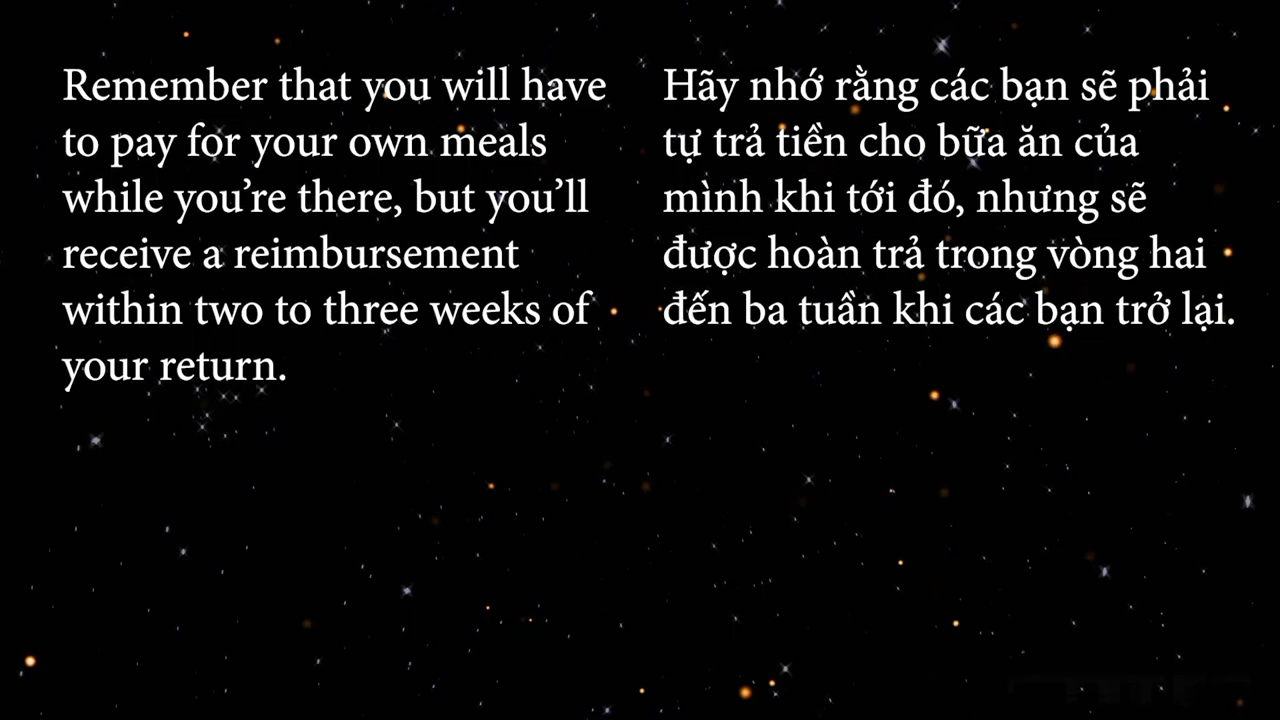 Remember that you will have
to pay for your own meals
while you’re there, but you’ll
receive a reimbursement
within two to three weeks of
your return.
Hãy nhớ rằng các bạn sẽ phải
tự trả tiền cho bữa ăn của
mình khi tới đó, nhưng sẽ
được hoàn trả trong vòng hai
đến ba tuần khi các bạn trở lại.